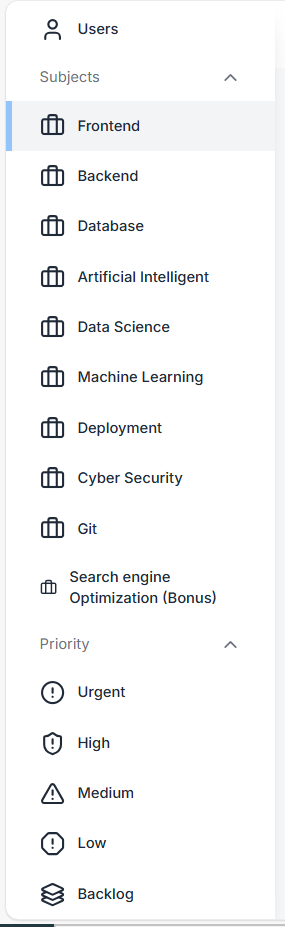 Users
Subjects
Frontend
Backend
Database
Artificial Intelligent
Data Science
Machine Learning
Deployment
Cyber Security
Git
Search engine
Optimization (Bonus)
Priority
Urgent
High
Medium
Low
Backlog